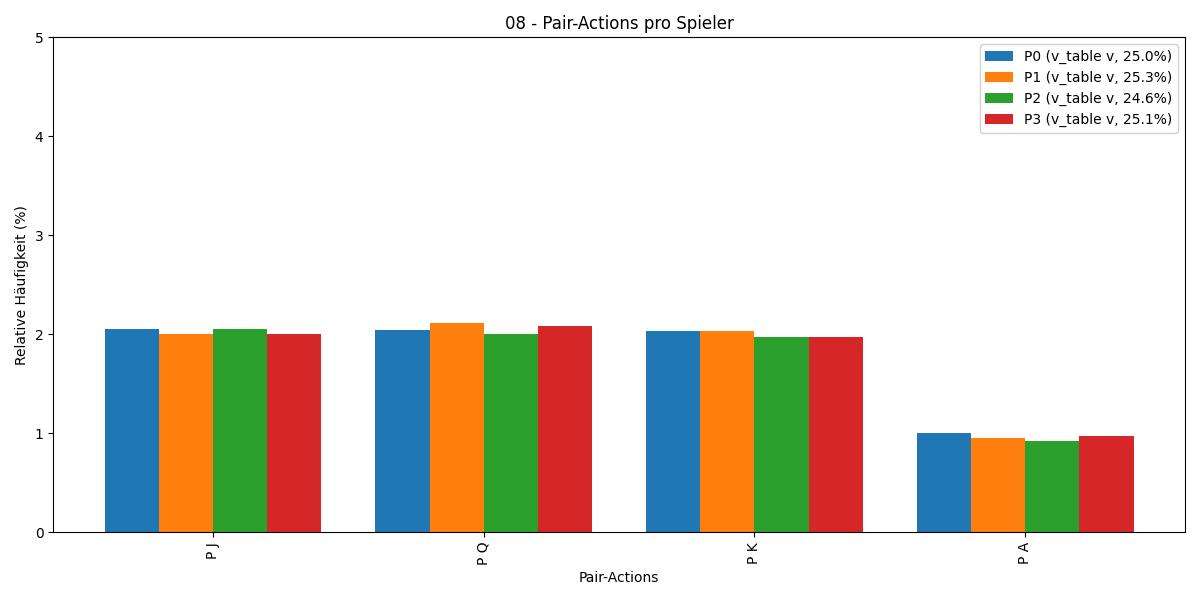 08 - Pair-Actions pro Spieler
P0 (v_table v, 25.0%)
P1 (v_table v, 25.3%)
P2 (v_table v, 24.6%)
P3 (v_table v, 25.1%)
Relative Häufigkeit (%)
5
4
3
2
1
0
P J
P Q
P K
P A
Pair-Actions